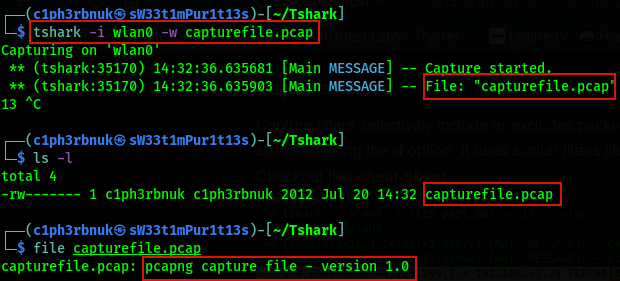 ┌──(c1ph3rbnuk㉿sW33t1mPur1t13s)-[~/Tshark]
└─$ tshark -i wlan0 -w capturefile.pcap
Capturing on 'wlan0'
** (tshark:35170) 14:32:36.635681 [Main MESSAGE] -- Capture started.
** (tshark:35170) 14:32:36.635903 [Main MESSAGE] -- File: "capturefile.pcap"
13 ^C
┌──(c1ph3rbnuk㉿sW33t1mPur1t13s)-[~/Tshark]
└─$ ls -l
total 4
-rw------- 1 c1ph3rbnuk c1ph3rbnuk 2012 Jul 20 14:32 capturefile.pcap
┌──(c1ph3rbnuk㉿sW33t1mPur1t13s)-[~/Tshark]
└─$ file capturefile.pcap
capturefile.pcap: pcapng capture file - version 1.0